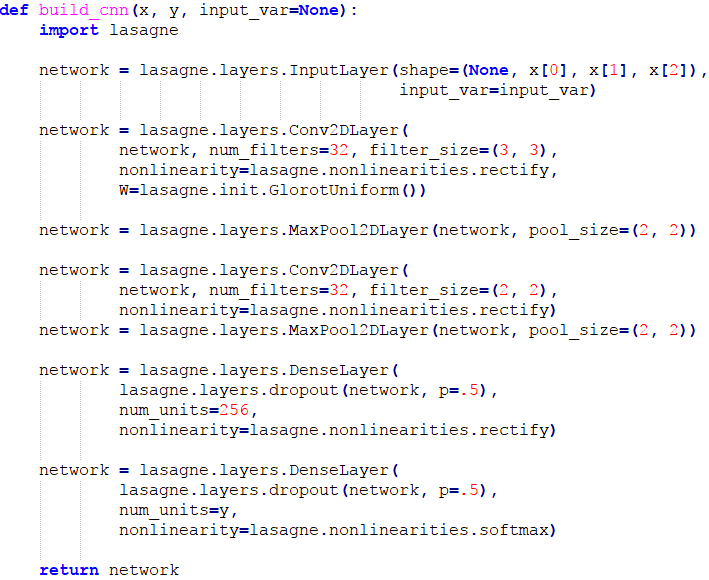 def build_cnn(x, y, input_var=None):
    import lasagne

    network = lasagne.layers.InputLayer(shape=(None, x[0], x[1], x[2]),
                                        input_var=input_var)

    network = lasagne.layers.Conv2DLayer(
            network, num_filters=32, filter_size=(3, 3),
            nonlinearity=lasagne.nonlinearities.rectify,
            W=lasagne.init.GlorotUniform())

    network = lasagne.layers.MaxPool2DLayer(network, pool_size=(2, 2))

    network = lasagne.layers.Conv2DLayer(
            network, num_filters=32, filter_size=(2, 2),
            nonlinearity=lasagne.nonlinearities.rectify)
    network = lasagne.layers.MaxPool2DLayer(network, pool_size=(2, 2))

    network = lasagne.layers.DenseLayer(
            lasagne.layers.dropout(network, p=.5),
            num_units=256,
            nonlinearity=lasagne.nonlinearities.rectify)

    network = lasagne.layers.DenseLayer(
            lasagne.layers.dropout(network, p=.5),
            num_units=y,
            nonlinearity=lasagne.nonlinearities.softmax)

    return network